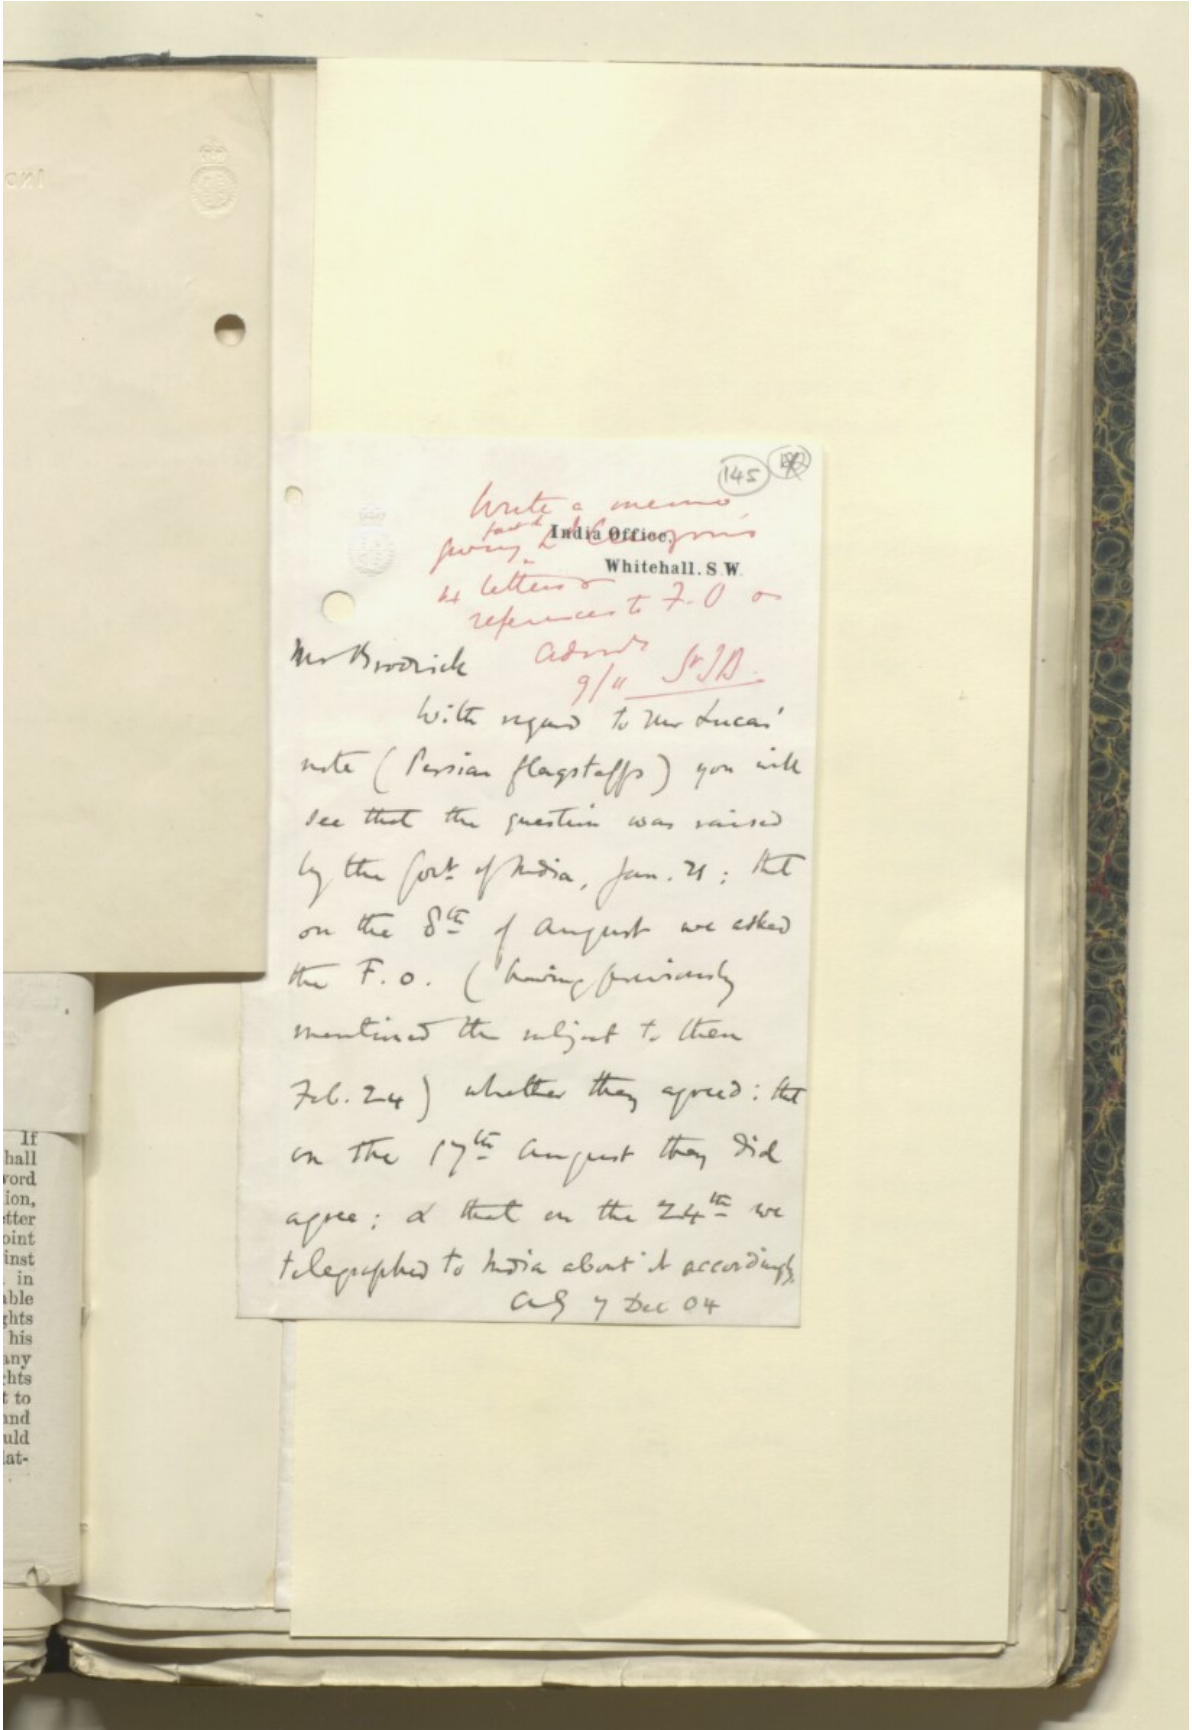 145
Write a memo
giving Ld Curzon's
India Office,
Whitehall. S.W.
letters &
references to F.O or
Mr Brodrick
9/11 StJB.
With regard to Mr Lucas'
note (Persian flagstaffs) you will
see that the question was raised
by the Govt. of India, Jan. 21; that
on the 8th of August we asked
the F.O. (having previously
mentioned the subject to them
Feb. 24) whether they agreed: that
on the 17th August they did
agree; & that on the 24th we
telegraphed to India about it accordingly.
7 Dec 04
If
hall
word
ion,
etter
oint
inst
in
able
ghts
his
any
ghts
t to
and
uld
lat-